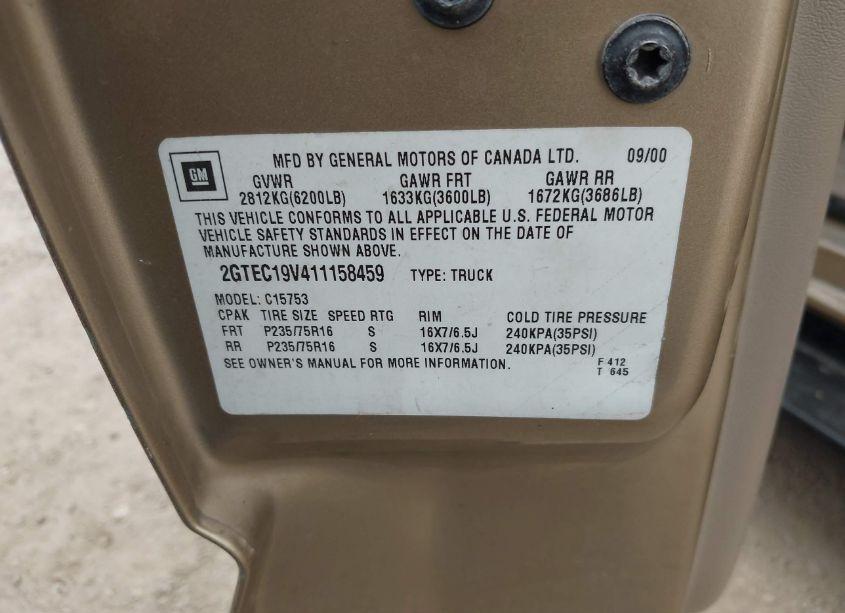 GM
MFD BY GENERAL MOTORS OF CANADA LTD. 09/00
GVWR GAWR FRT GAWR RR
2812KG(6200LB) 1633KG(3600LB) 1672KG(3686LB)
THIS VEHICLE CONFORMS TO ALL APPLICABLE U.S. FEDERAL MOTOR
VEHICLE SAFETY STANDARDS IN EFFECT ON THE DATE OF
MANUFACTURE SHOWN ABOVE.
2GTEC19V411158459 TYPE: TRUCK
MODEL: C15753
CPAK TIRE SIZE SPEED RTG RIM COLD TIRE PRESSURE
FRT P235/75R16 S 16X7/6.5J 240KPA(35PSI)
RR P235/75R16 S 16X7/6.5J 240KPA(35PSI)
SEE OWNER'S MANUAL FOR MORE INFORMATION. F 412
T 645